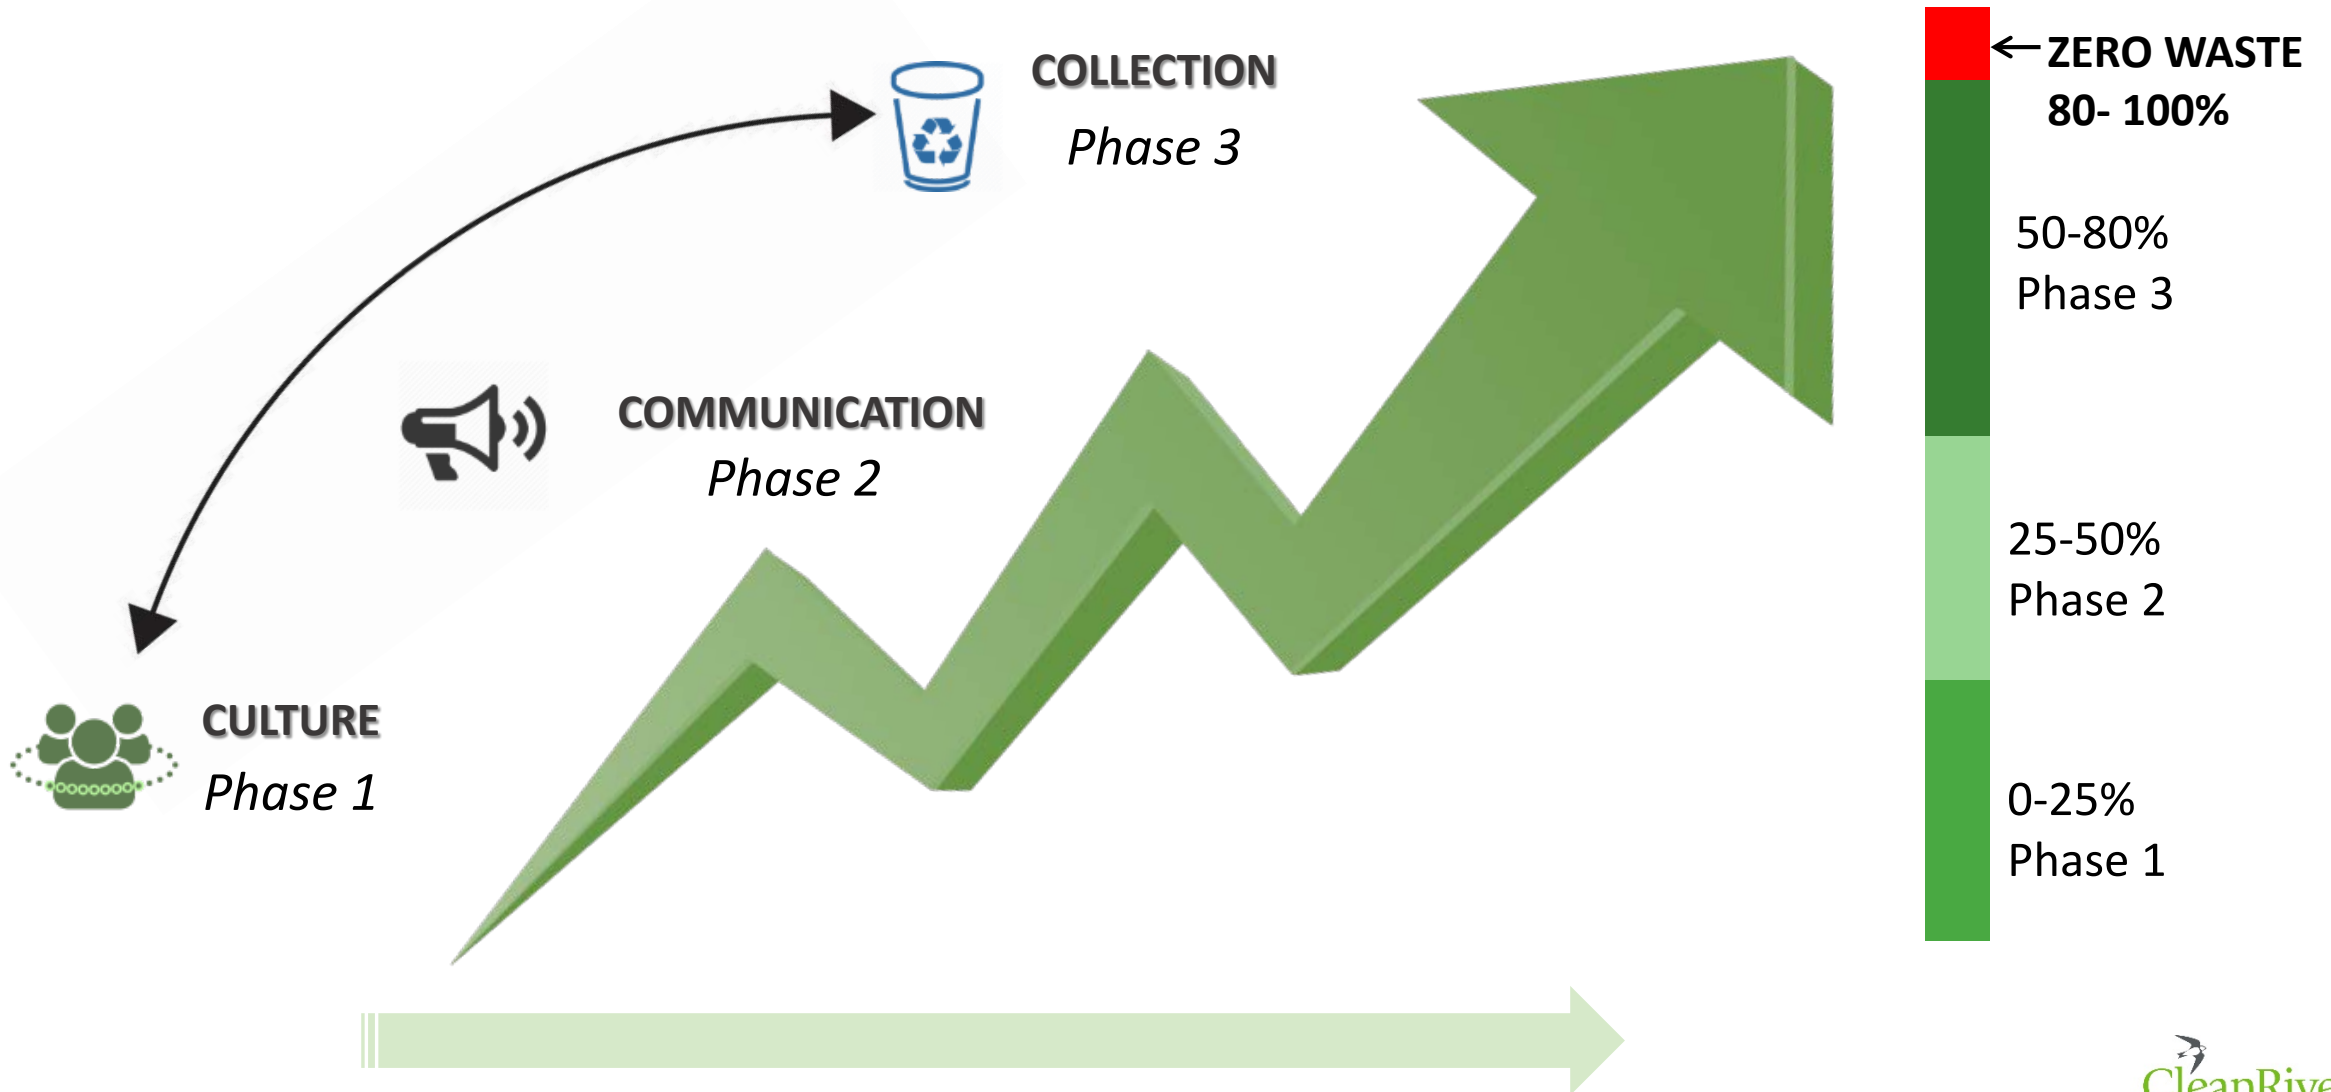 COLLECTION
Phase 3
COMMUNICATION
Phase 2
CULTURE
Phase 1
ZERO WASTE
80- 100%
50-80%
Phase 3
25-50%
Phase 2
0-25%
Phase 1
CleanRive